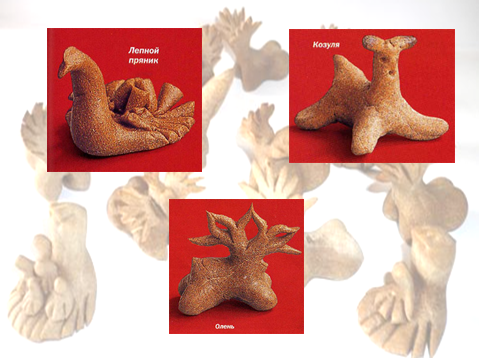 Лепной
пряник
Козуля
Олень